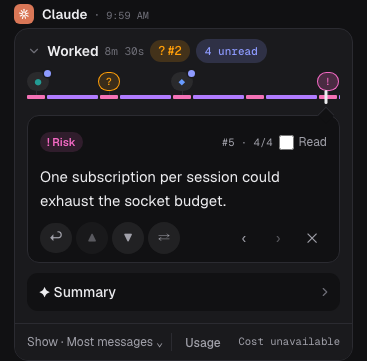 Claude · 9:59 AM
Worked 8m 30s ? #2 4 unread
?
!
! Risk #5 · 4/4 Read
One subscription per session could
exhaust the socket budget.
Summary
Show · Most messages Usage Cost unavailable